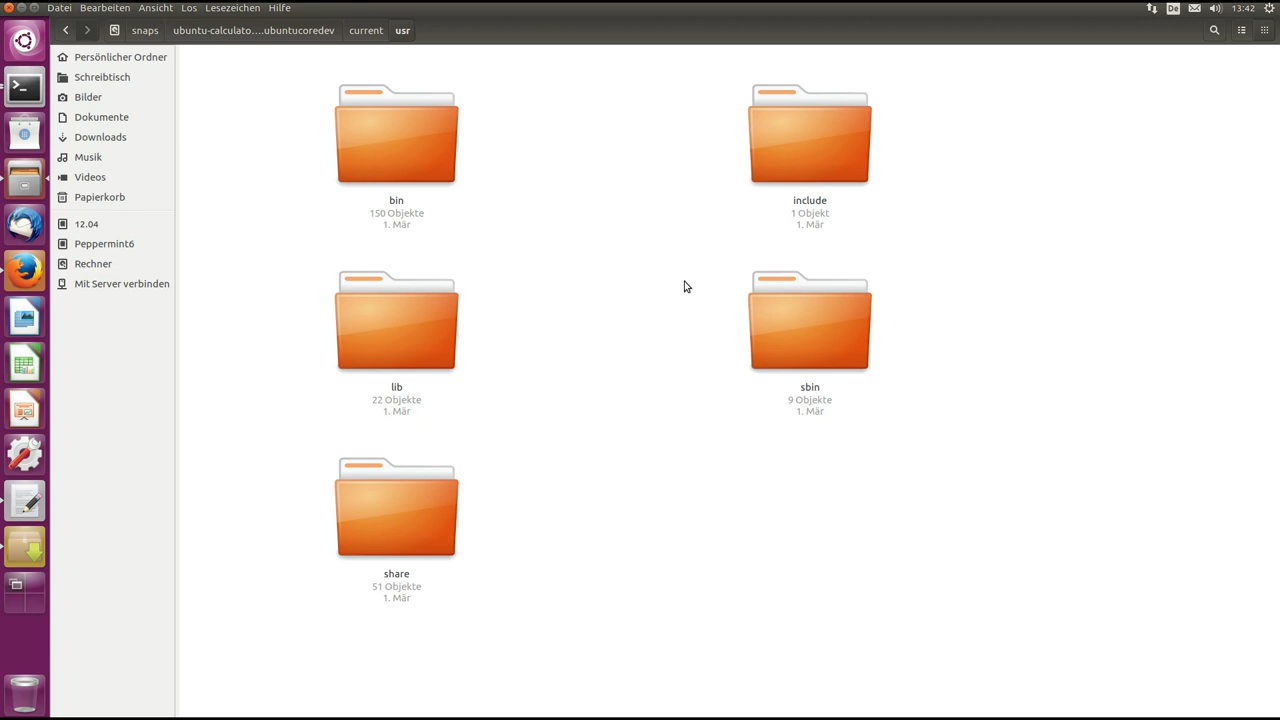 Datei Bearbeiten Ansicht Los Lesezeichen Hilfe De 13:42
snaps ubuntu-calculato....ubuntucoredev current usr
Persönlicher Ordner
Schreibtisch
Bilder
Dokumente
Downloads
Musik
Videos
Papierkorb
12.04
Peppermint6
Rechner
Mit Server verbinden
bin
150 Objekte
1. Mär
include
1 Objekt
1. Mär
lib
22 Objekte
1. Mär
sbin
9 Objekte
1. Mär
share
51 Objekte
1. Mär